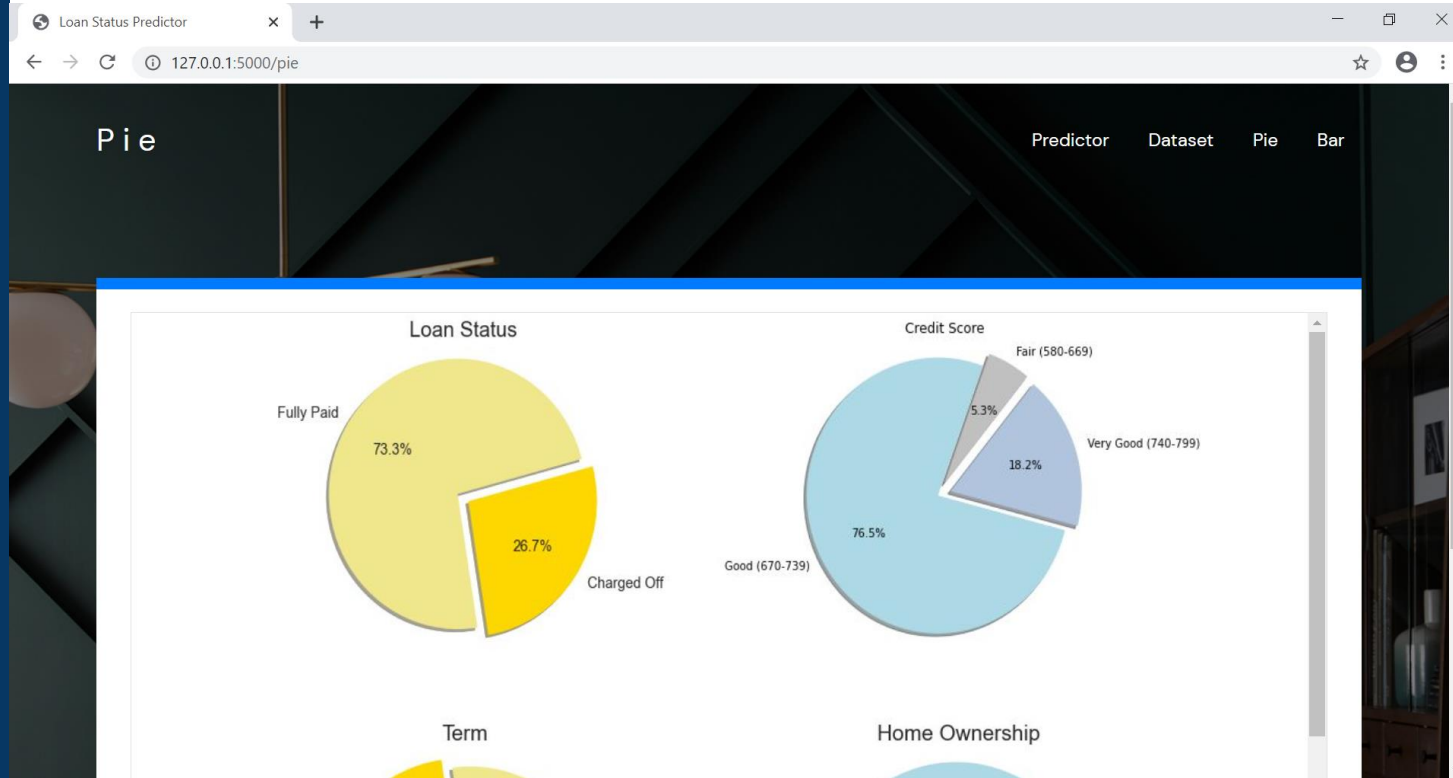 Loan Status Predictor
127.0.0.1:5000/pie
Pie
Predictor Dataset Pie Bar
Loan Status
Fully Paid
73.3%
26.7%
Charged Off
Credit Score
Fair (580-669)
5.3%
Very Good (740-799)
18.2%
76.5%
Good (670-739)
Term
Home Ownership